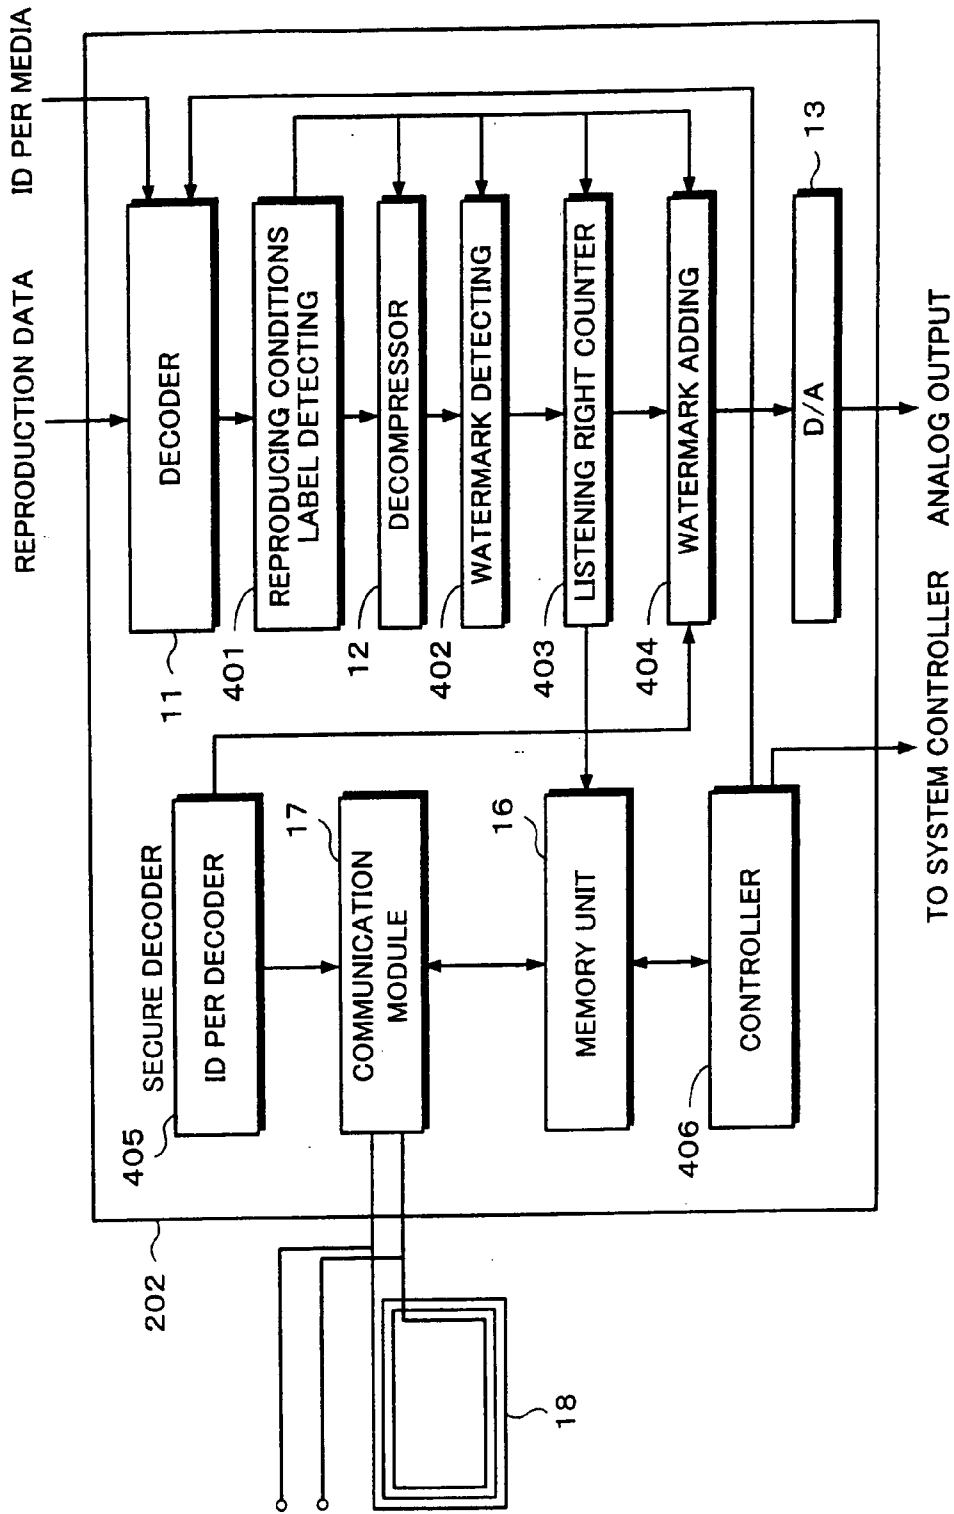 REPRODUCTION DATA
ID PER MEDIA
SECURE DECODER
405
ID PER DECODER
11
DECODER
401
REPRODUCING CONDITIONS
LABEL DETECTING
17
COMMUNICATION
MODULE
12
DECOMPRESSOR
402
WATERMARK DETECTING
16
MEMORY UNIT
403
LISTENING RIGHT COUNTER
404
WATERMARK ADDING
406
CONTROLLER
D/A
13
202
18
TO SYSTEM CONTROLLER
ANALOG OUTPUT